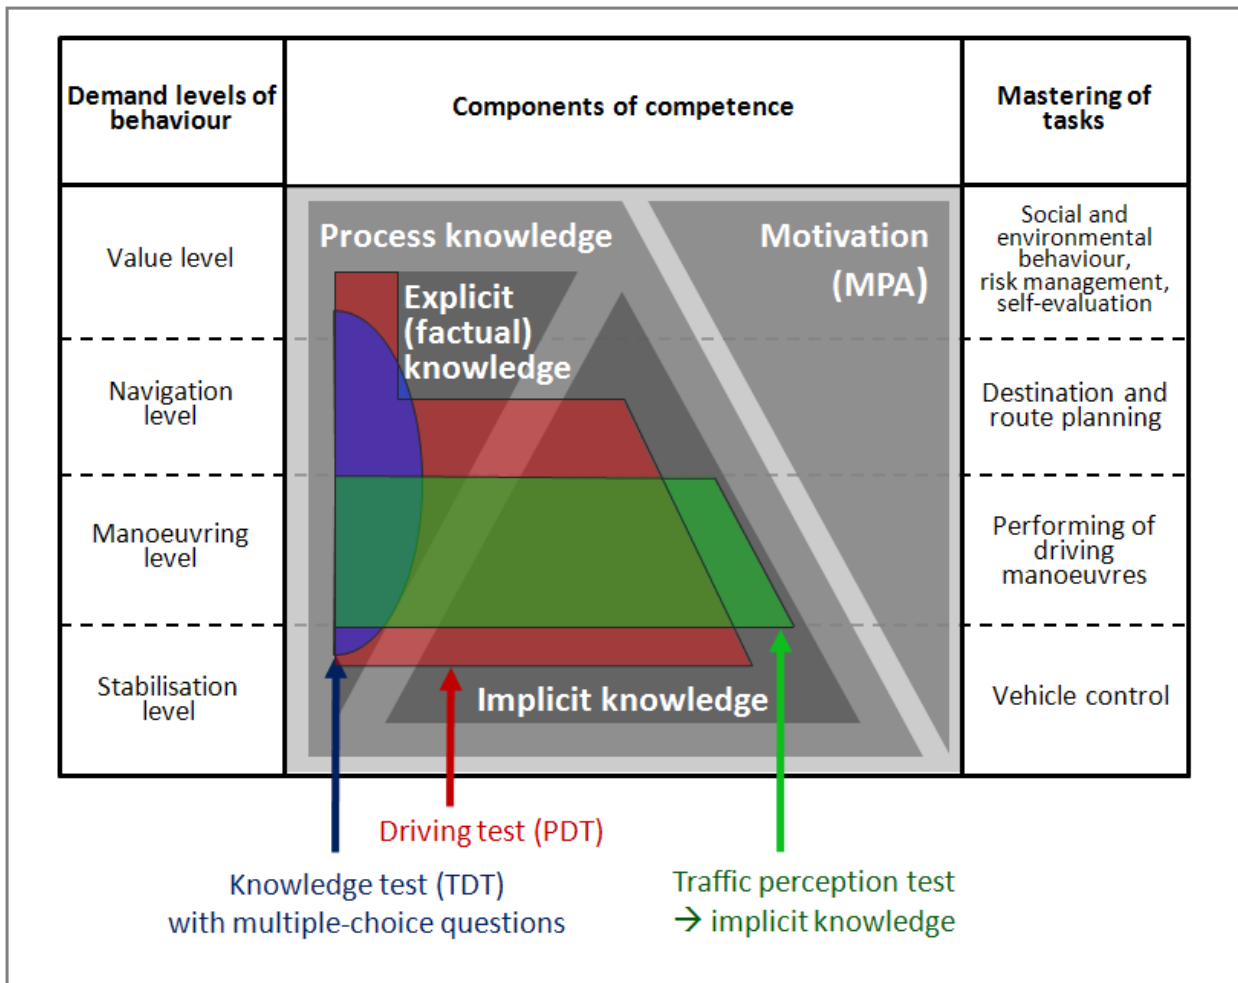 Demand levels of
behaviour
Components of competence
Mastering of
tasks
Value level
Process knowledge
Motivation
(MPA)
Explicit
(factual)
knowledge
Social and
environmental
behaviour,
risk management,
self-evaluation
Navigation
level
Destination and
route planning
Manoeuvring
level
Performing of
driving
manoeuvres
Stabilisation
level
Implicit knowledge
Vehicle control
Driving test (PDT)
Knowledge test (TDT)
with multiple-choice questions
Traffic perception test
→ implicit knowledge